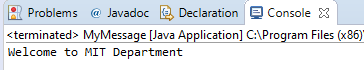 Problems @ Javadoc Declaration Console
<terminated> MyMessage [Java Application] C:\Program Files (x86)
Welcome to MIT Department